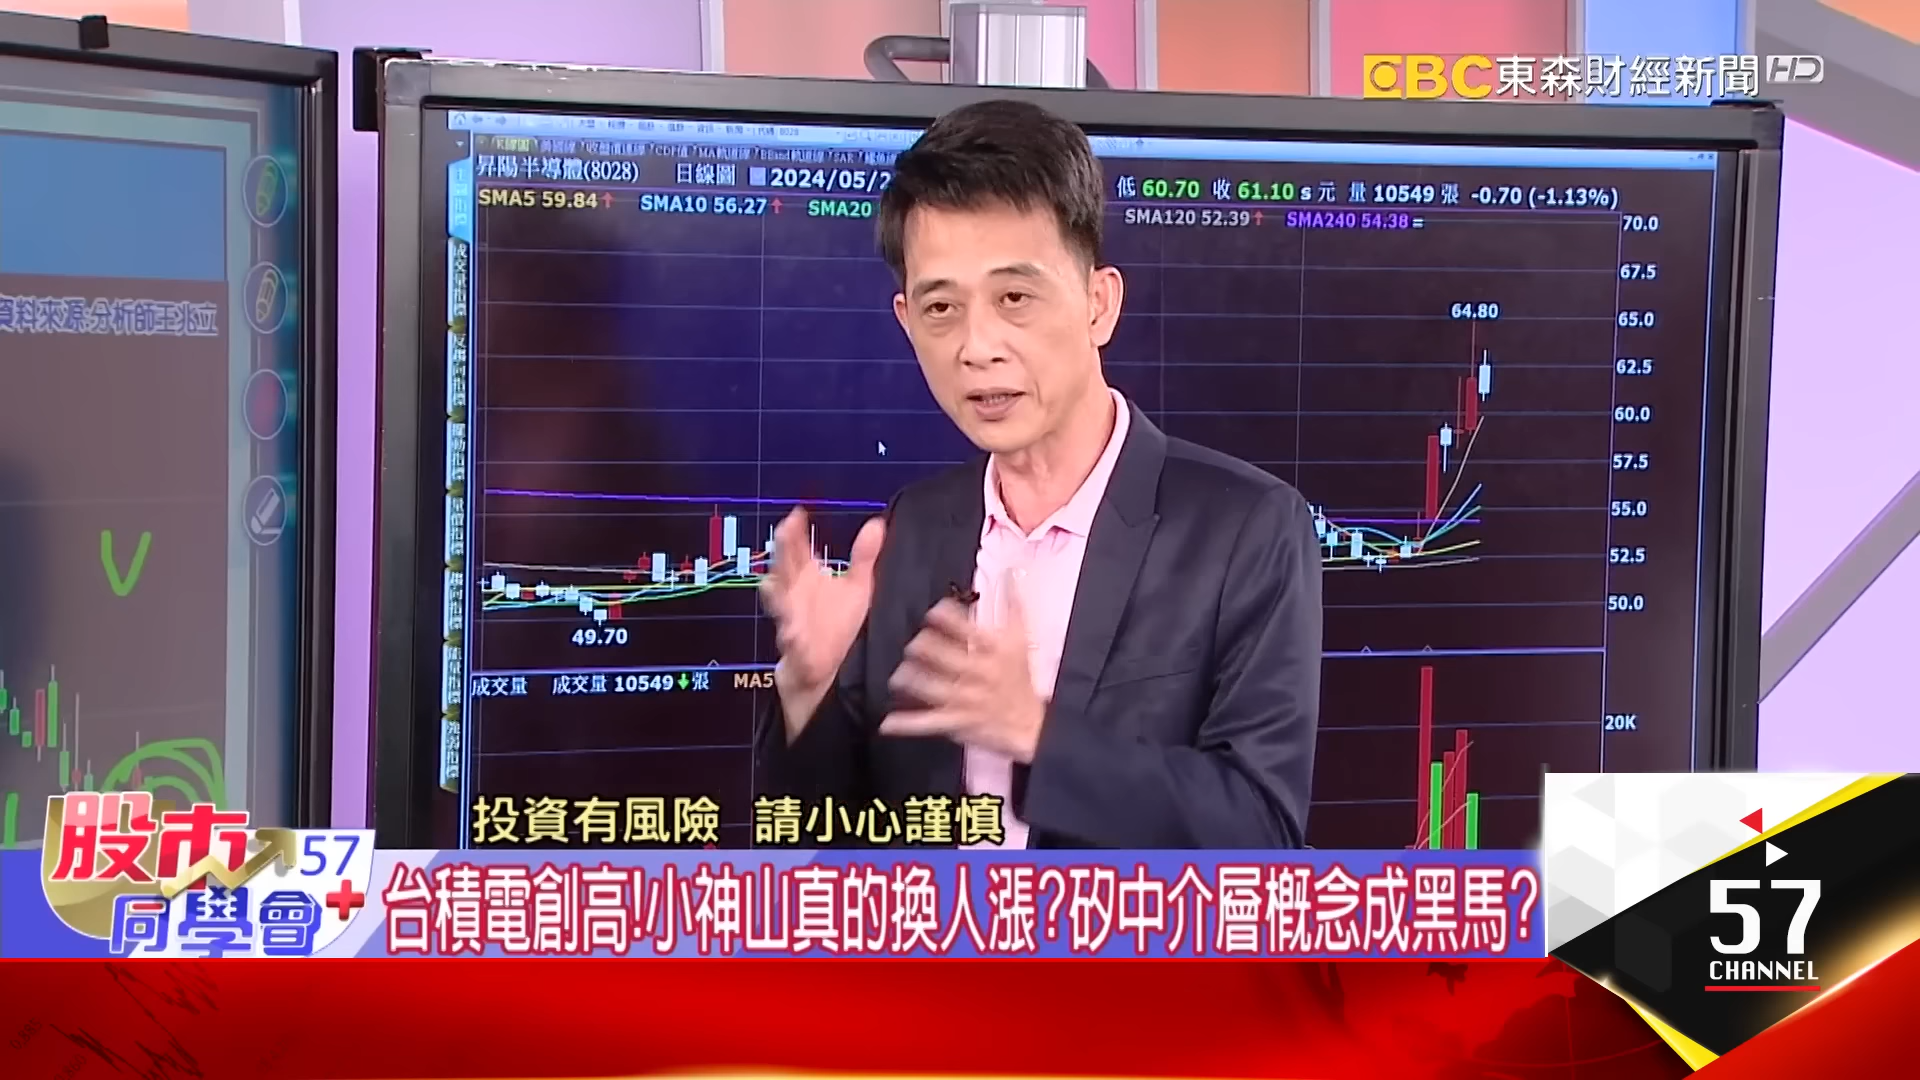 EBC 東森財經新聞 HD
K線圖
昇陽半導體(8028) 日線圖 2024/05/2
低 60.70 收 61.10 s 元 量 10549 張 -0.70 (-1.13%)
SMA5 59.84↑ SMA10 56.27↑ SMA20
SMA120 52.39↑ SMA240 54.38=
70.0
67.5
65.0
62.5
60.0
57.5
55.0
52.5
50.0
64.80
49.70
資料來源:分析師王兆立
成交量 成交量 10549↓張 MA5
20K
投資有風險 請小心謹慎
股市 57
同學會+
台積電創高!小神山真的換人漲?矽中介層概念成黑馬?
57
CHANNEL